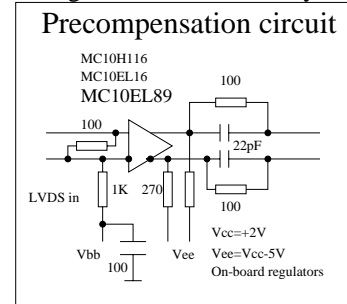 Precompensation circuit
MC10H116
MC10EL16
MC10EL89
100
100
22pF
LVDS in
1K
270
100
Vbb
100
Vee
Vcc=+2V
Vee=Vcc-5V
On-board regulators